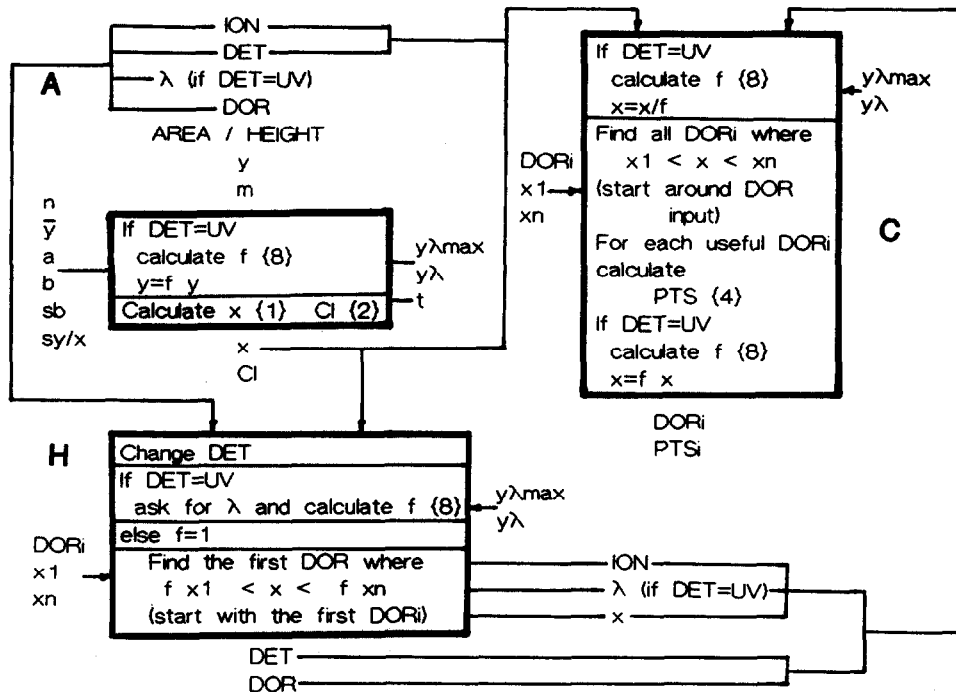 ION
DET
A
λ (if DET=UV)
DOR
AREA / HEIGHT
y
m
n
y̅
a
b
sb
sy/x
If DET=UV
calculate f {8}
y=f y
Calculate x {1} CI {2}
yλmax
yλ
t
x
CI
If DET=UV
calculate f {8}
x=x/f
yλmax
yλ
Find all DORi where
x1 < x < xn
(start around DOR
input)
For each useful DORi
calculate
PTS {4}
If DET=UV
calculate f {8}
x=f x
DORi
x1
xn
C
DORi
PTSi
H
Change DET
If DET=UV
ask for λ and calculate f {8}
else f=1
Find the first DOR where
f x1 < x < f xn
(start with the first DORi)
yλmax
yλ
DORi
x1
xn
ION
λ (if DET=UV)
x
DET
DOR